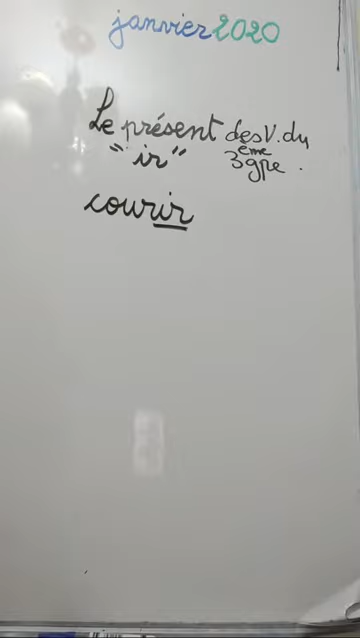 janvier 2020
Le présent des V. du
"ir" 3ème gpe.
courir